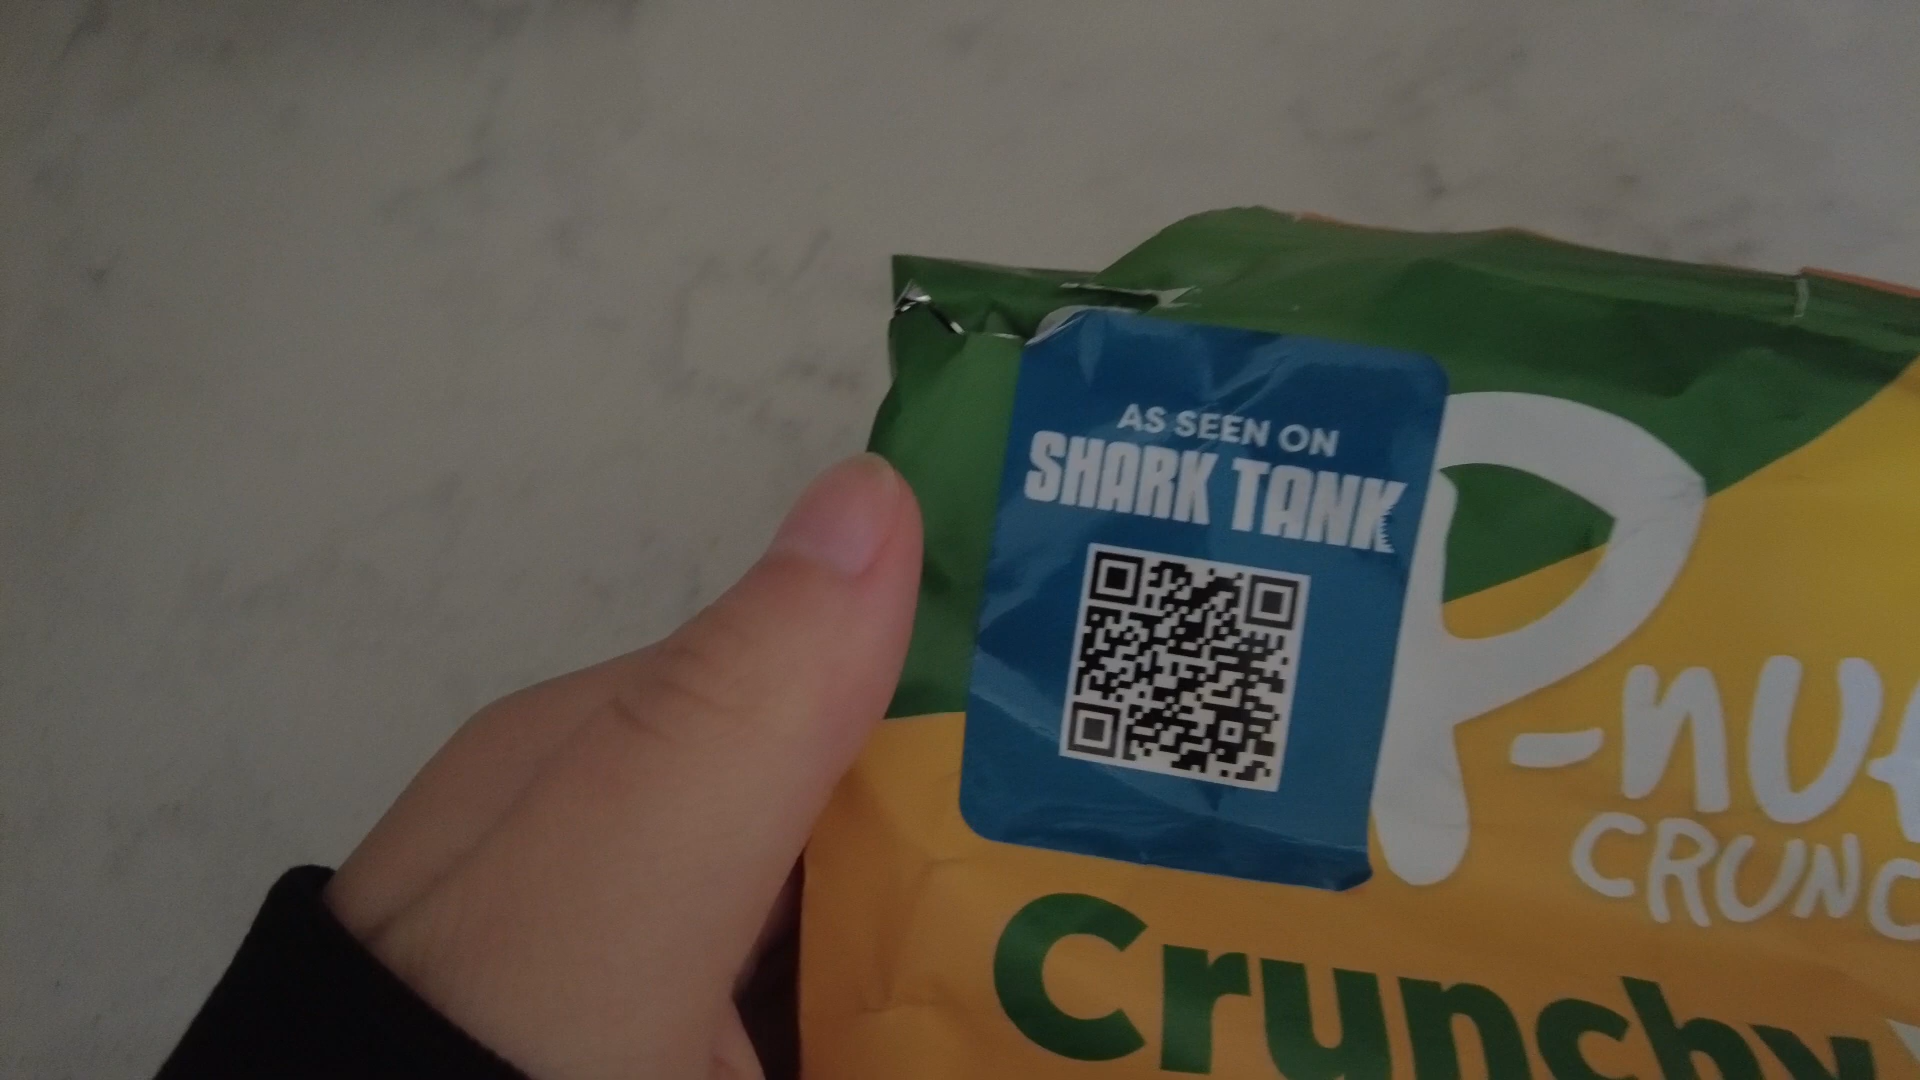 AS SEEN ON
SHARK TANK
P-nu
CRUNC
Crunchy